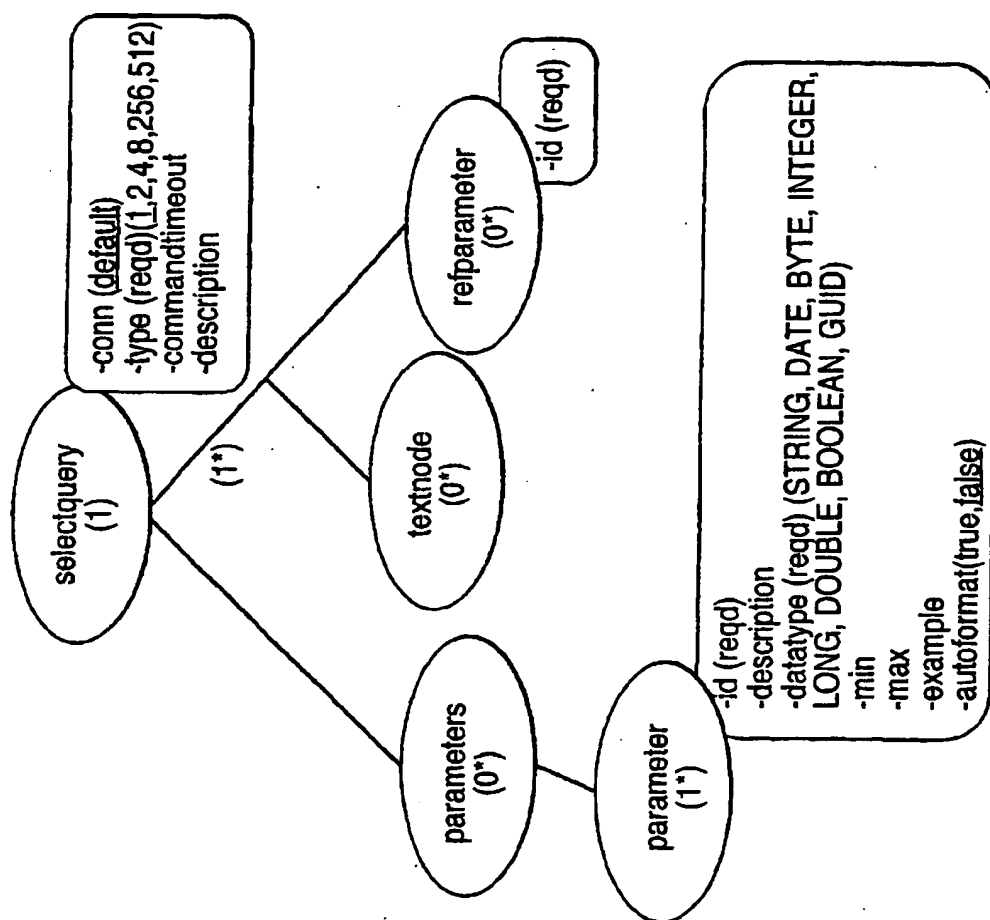 selectquery
(1)
-conn (default)
-type (reqd)(1,2,4,8,256,512)
-commandtimeout
-description
(1*)
parameters
(0*)
textnode
(0*)
refparameter
(0*)
-id (reqd)
parameter
(1*)
-id (reqd)
-description
-datatype (reqd) (STRING, DATE, BYTE, INTEGER,
LONG, DOUBLE, BOOLEAN, GUID)
-min
-max
-example
-autoformat(true,false)